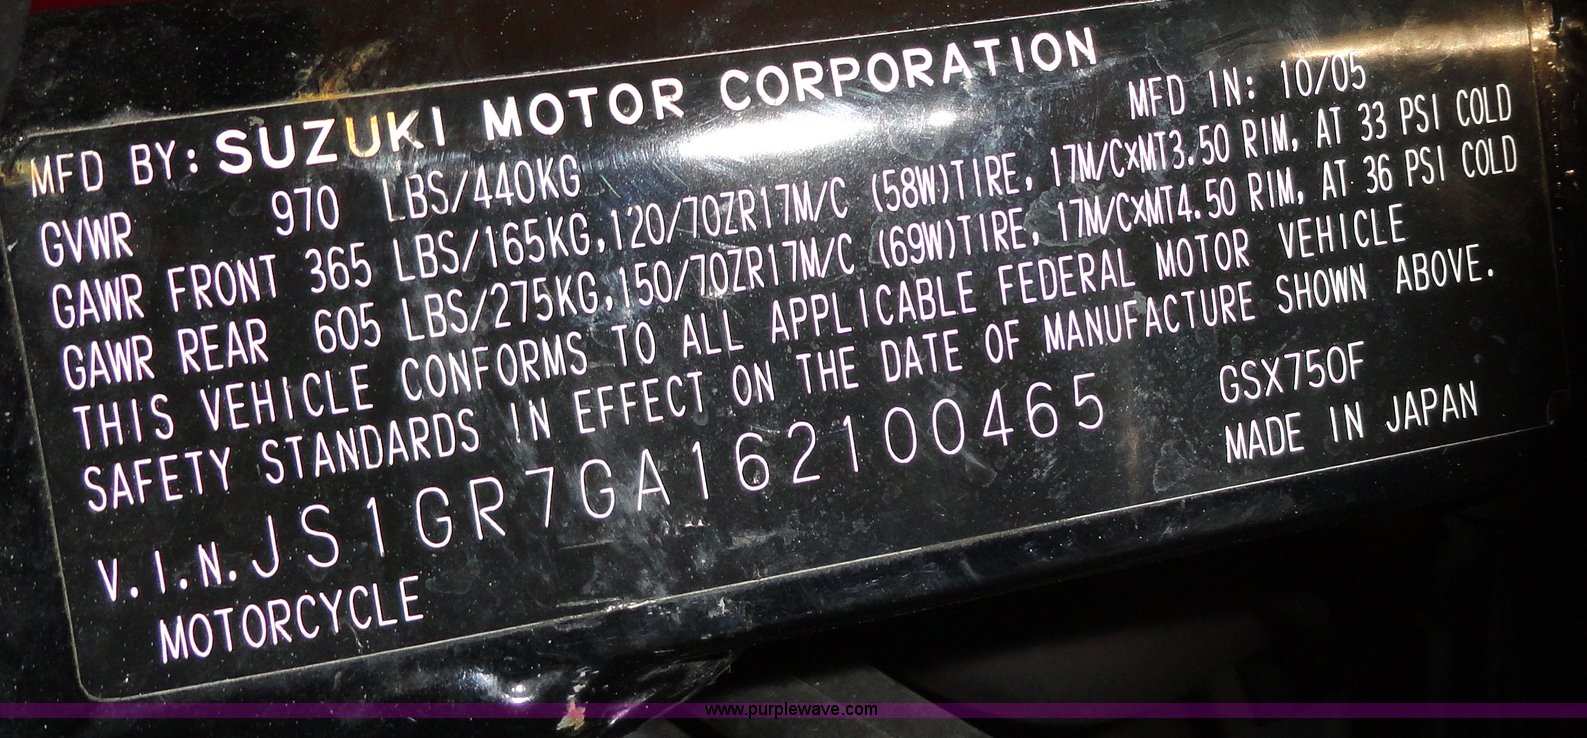 MFD BY: SUZUKI MOTOR CORPORATION
MFD IN: 10/05
GVWR 970 LBS/440KG
GAWR FRONT 365 LBS/165KG,120/70ZR17M/C (58W)TIRE, 17M/CxMT3.50 RIM, AT 33 PSI COLD
GAWR REAR 605 LBS/275KG,150/70ZR17M/C (69W)TIRE, 17M/CxMT4.50 RIM, AT 36 PSI COLD
THIS VEHICLE CONFORMS TO ALL APPLICABLE FEDERAL MOTOR VEHICLE
SAFETY STANDARDS IN EFFECT ON THE DATE OF MANUFACTURE SHOWN ABOVE.
V.I.N. JS1GR7GA162100465
GSX750F
MOTORCYCLE
MADE IN JAPAN
www.purplewave.com